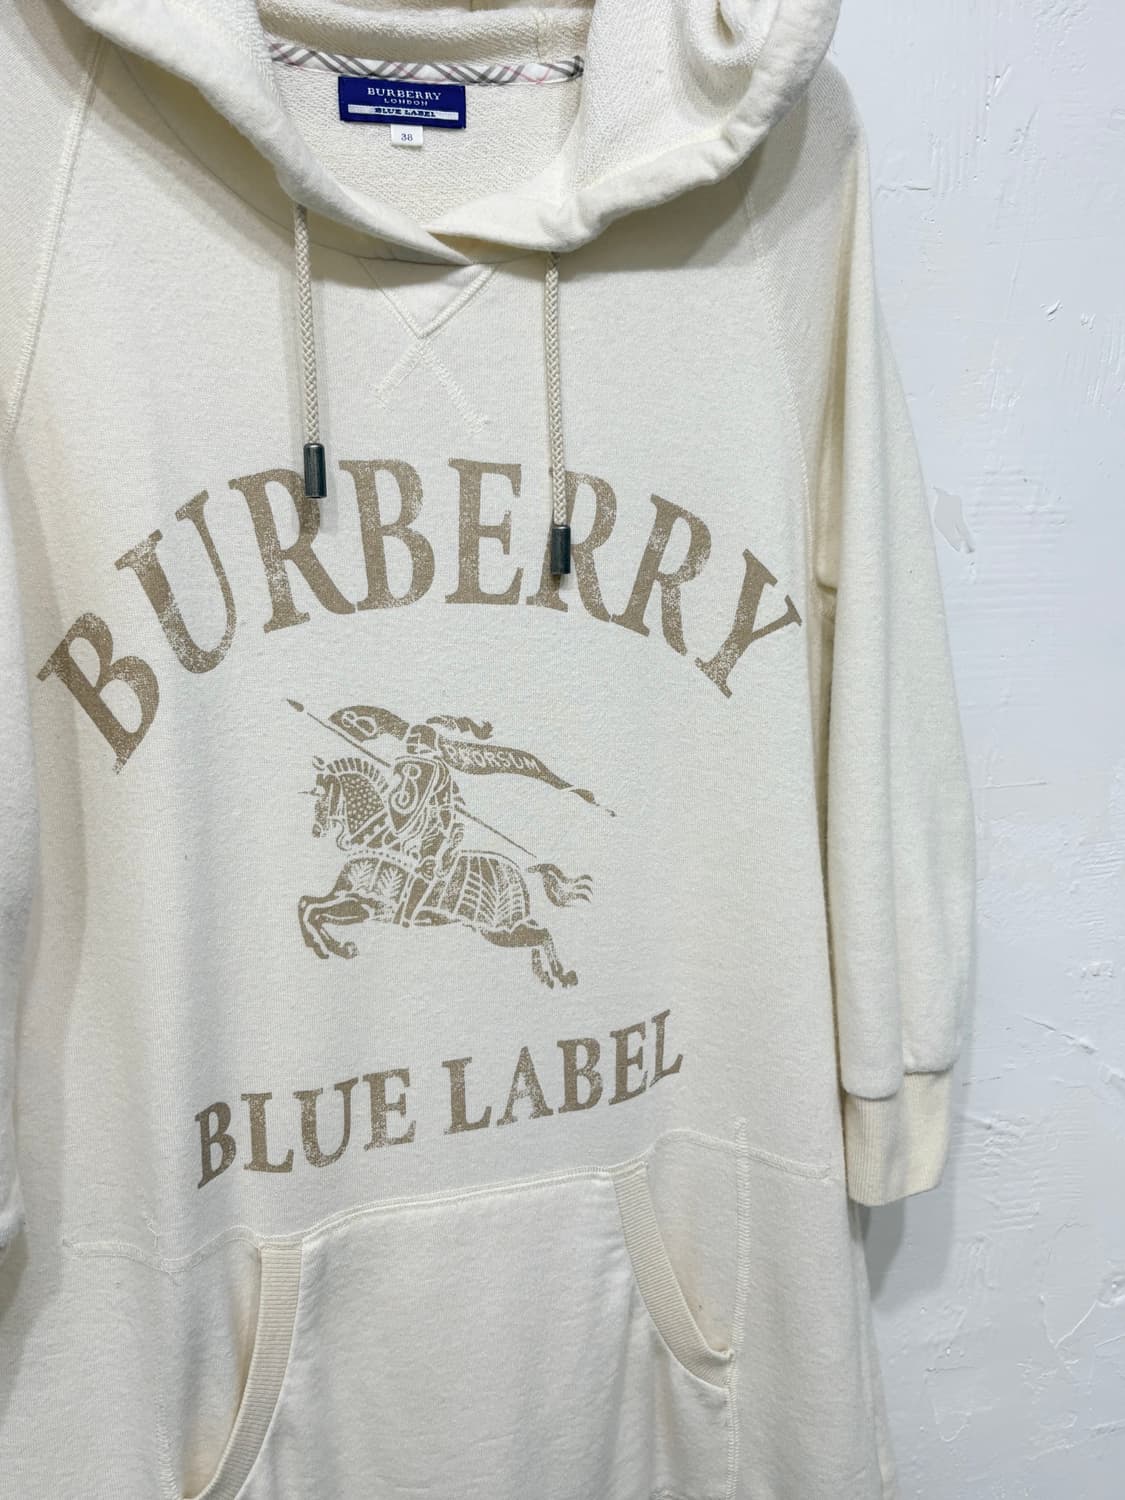 BURBERRY
LONDON
BLUE LABEL
38
BURBERRY
B PRORSUM
B
BLUE LABEL